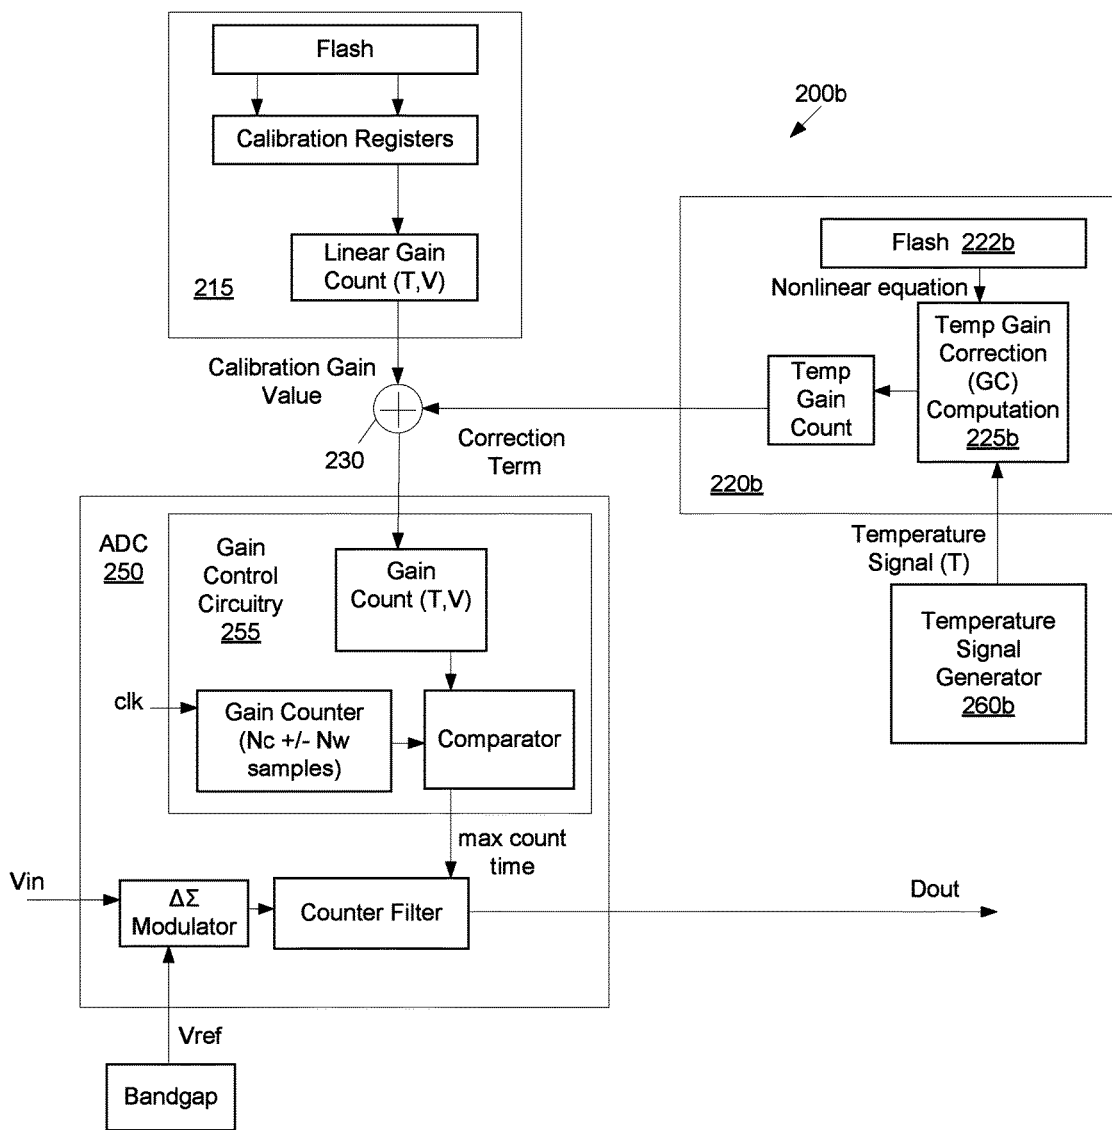 Flash
Calibration Registers
Linear Gain
Count (T,V)
215
200b
Flash 222b
Nonlinear equation
Temp Gain
Correction
(GC)
Computation
225b
Temp
Gain
Count
220b
Calibration Gain
Value
230
Correction
Term
Temperature
Signal (T)
Temperature
Signal
Generator
260b
ADC
250
Gain
Control
Circuitry
255
Gain
Count (T,V)
clk
Gain Counter
(Nc +/- Nw
samples)
Comparator
max count
time
Vin
ΔΣ
Modulator
Counter Filter
Dout
Vref
Bandgap